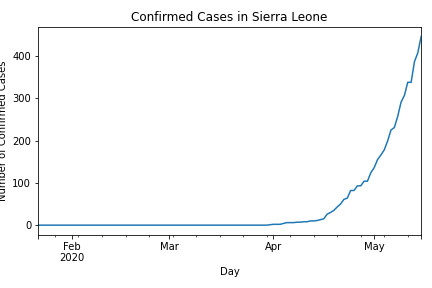 Confirmed Cases in Sierra Leone
Number of Confirmed Cases
400
300
200
100
0
Feb
2020
Mar
Apr
May
Day